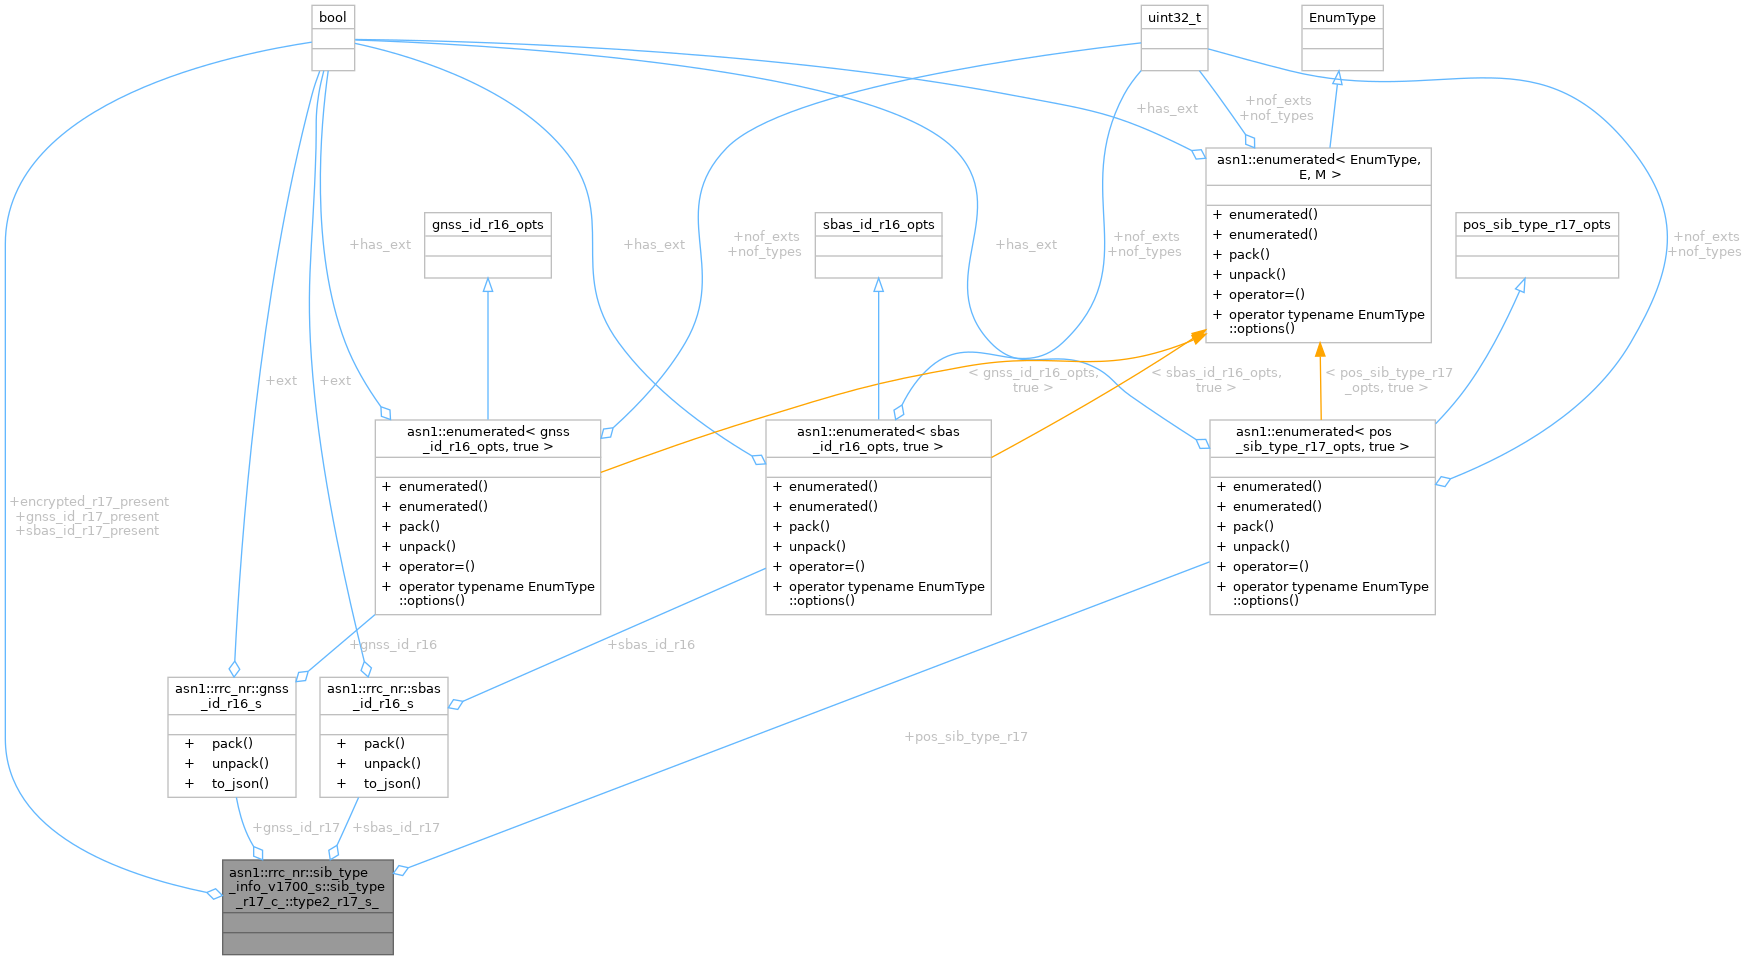 bool
uint32_t
EnumType
+has_ext
+nof_exts
+nof_types
asn1::enumerated< EnumType,
E, M >
+ enumerated()
+ enumerated()
+ pack()
+ unpack()
+ operator=()
+ operator typename EnumType
::options()
gnss_id_r16_opts
sbas_id_r16_opts
pos_sib_type_r17_opts
+has_ext
+has_ext
+nof_exts
+nof_types
+has_ext
+nof_exts
+nof_types
+nof_exts
+nof_types
+ext
+ext
< gnss_id_r16_opts,
true >
< sbas_id_r16_opts,
true >
< pos_sib_type_r17
_opts, true >
asn1::enumerated< gnss
_id_r16_opts, true >
+ enumerated()
+ enumerated()
+ pack()
+ unpack()
+ operator=()
+ operator typename EnumType
::options()
asn1::enumerated< sbas
_id_r16_opts, true >
+ enumerated()
+ enumerated()
+ pack()
+ unpack()
+ operator=()
+ operator typename EnumType
::options()
asn1::enumerated< pos
_sib_type_r17_opts, true >
+ enumerated()
+ enumerated()
+ pack()
+ unpack()
+ operator=()
+ operator typename EnumType
::options()
+encrypted_r17_present
+gnss_id_r17_present
+sbas_id_r17_present
+gnss_id_r16
+sbas_id_r16
asn1::rrc_nr::gnss
_id_r16_s
+ pack()
+ unpack()
+ to_json()
asn1::rrc_nr::sbas
_id_r16_s
+ pack()
+ unpack()
+ to_json()
+pos_sib_type_r17
+gnss_id_r17
+sbas_id_r17
asn1::rrc_nr::sib_type
_info_v1700_s::sib_type
_r17_c_::type2_r17_s_